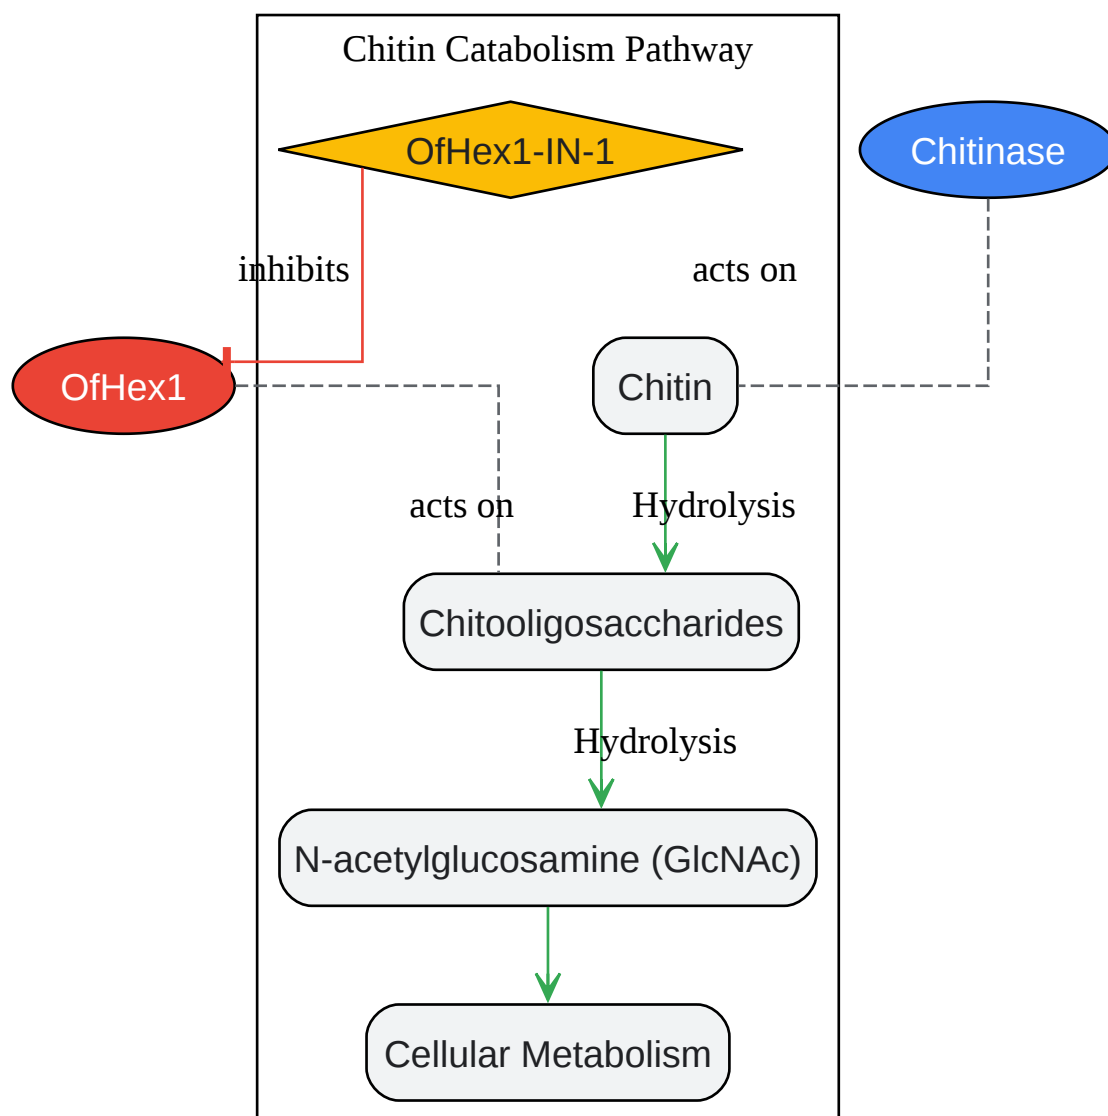 Chitin Catabolism Pathway
OfHex1-IN-1
Chitinase
inhibits
acts on
OfHex1
Chitin
acts on
Hydrolysis
Chitooligosaccharides
Hydrolysis
N-acetylglucosamine (GlcNAc)
Cellular Metabolism